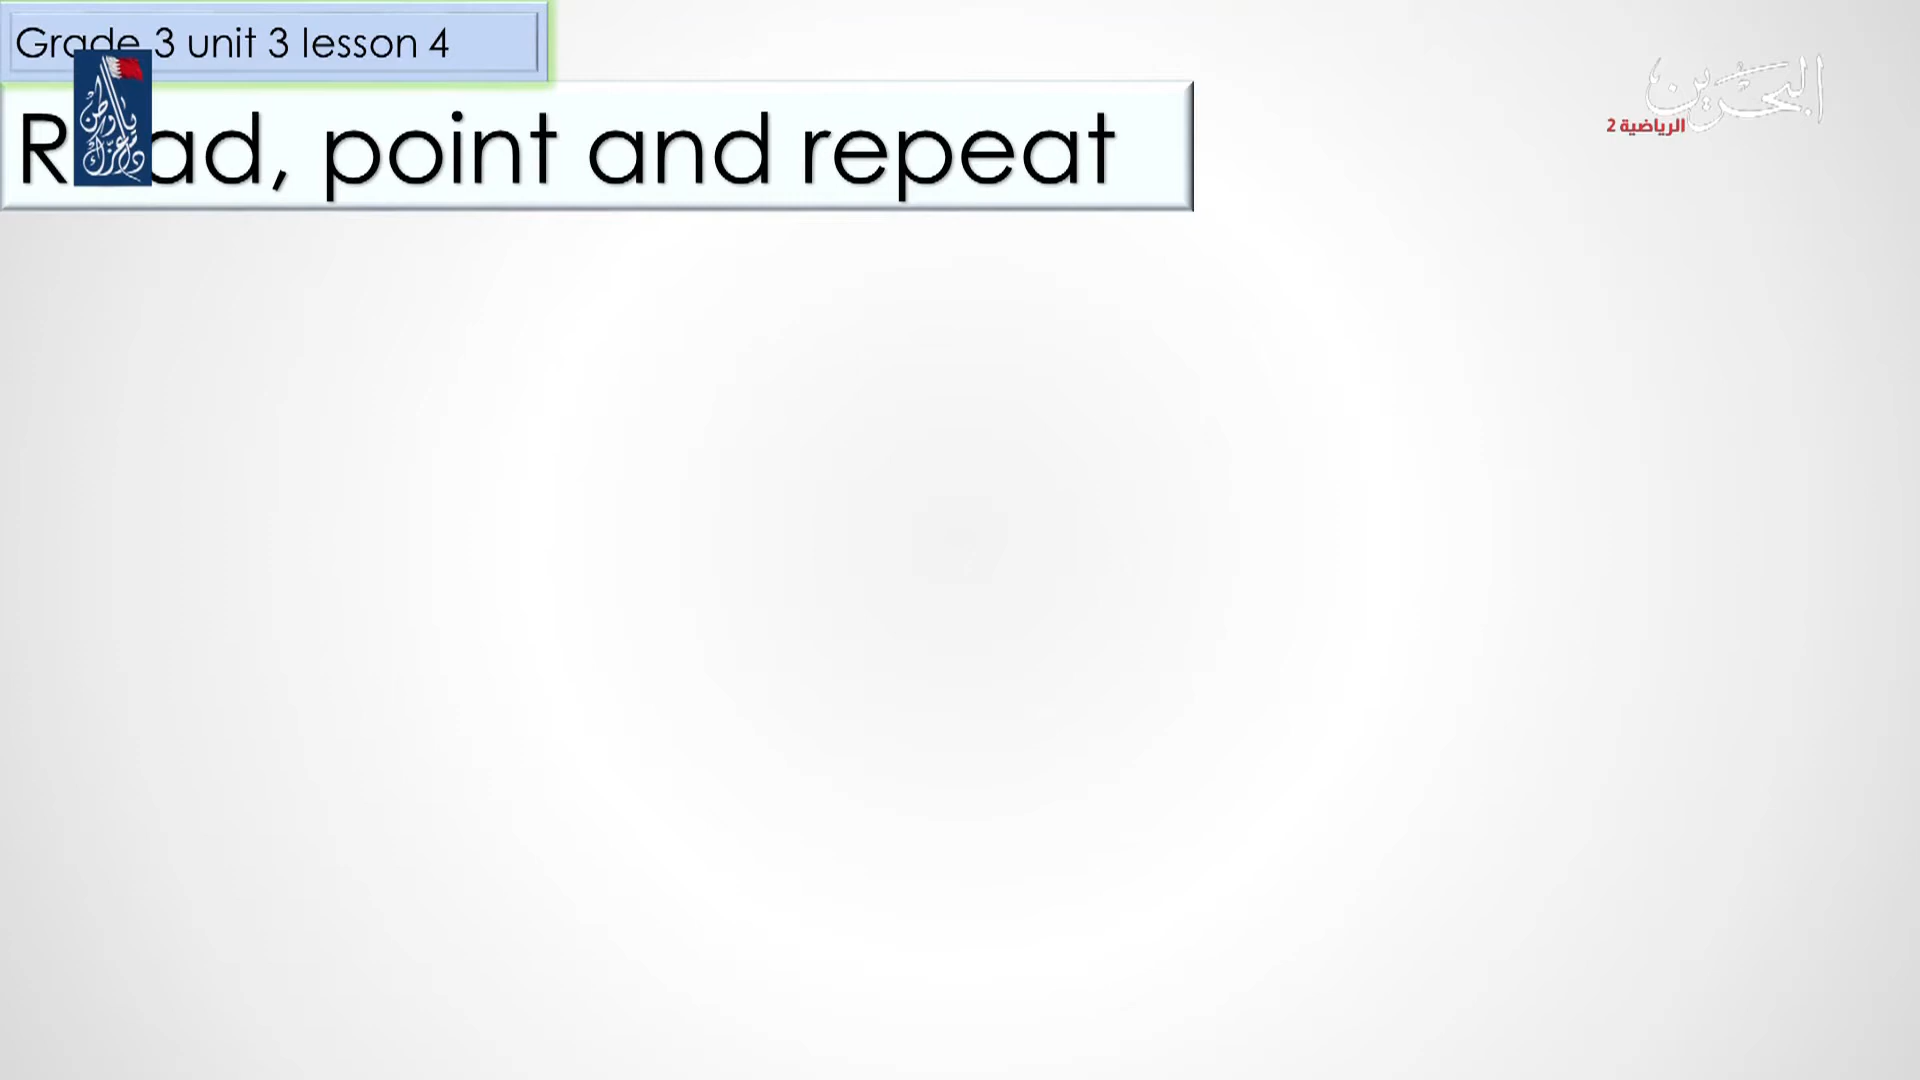 Grade 3 unit 3 lesson 4
Read, point and repeat
البحرين
الرياضية 2